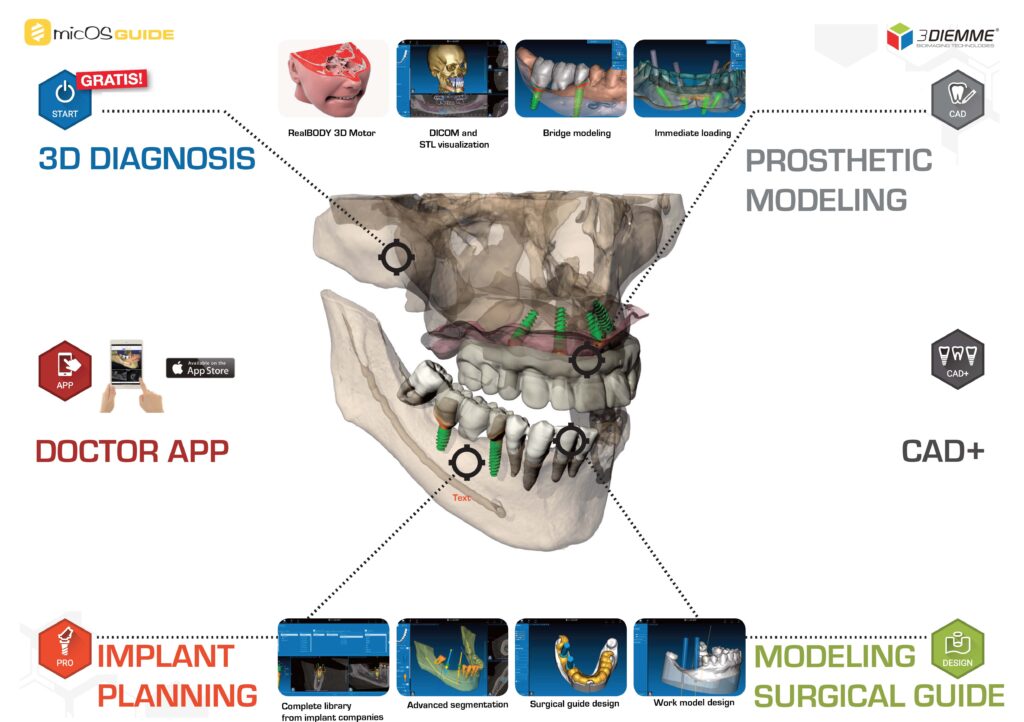 micOSGUIDE
3DIEMME®
BIOIMAGING TECHNOLOGIES
GRATIS!
START
3D DIAGNOSIS
RealBODY 3D Motor
DICOM and
STL visualization
Bridge modeling
Immediate loading
CAD
PROSTHETIC
MODELING
APP
Available on the
App Store
DOCTOR APP
CAD+
CAD+
Text
PRO
IMPLANT
PLANNING
Complete library
from implant companies
Advanced segmentation
Surgical guide design
Work model design
DESIGN
MODELING
SURGICAL GUIDE